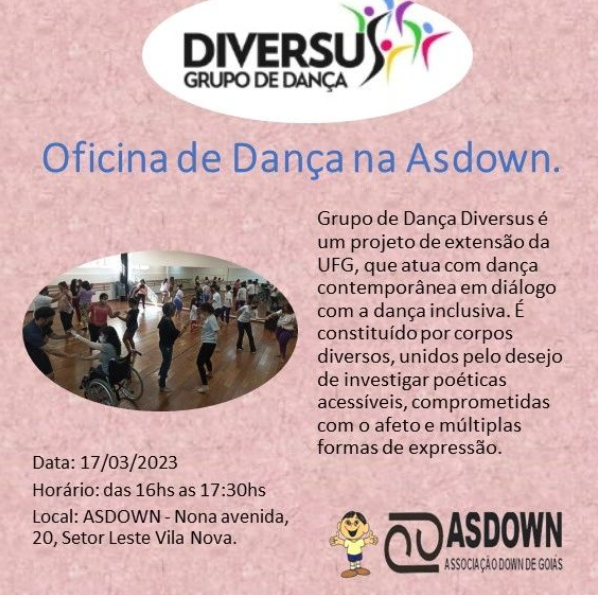 DIVERSUS
GRUPO DE DANÇA
Oficina de Dança na Asdown.
Grupo de Dança Diversus é
um projeto de extensão da
UFG, que atua com dança
contemporânea em diálogo
com a dança inclusiva. É
constituído por corpos
diversos, unidos pelo desejo
de investigar poéticas
acessíveis, comprometidas
com o afeto e múltiplas
formas de expressão.
Data: 17/03/2023
Horário: das 16hs as 17:30hs
Local: ASDOWN - Nona avenida,
20, Setor Leste Vila Nova.
ASDOWN
ASSOCIAÇÃO DOWN DE GOIÁS